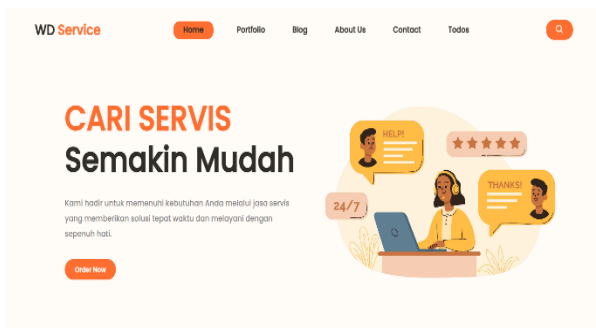 WD Service
Home Portfolio Blog About Us Contact Todos
CARI SERVIS
Semakin Mudah
Kami hadir untuk memenuhi kebutuhan Anda melalui jasa servis
yang memberikan solusi tepat waktu dan melayani dengan
sepenuh hati.
Order Now
HELP!
24/7
THANKS!